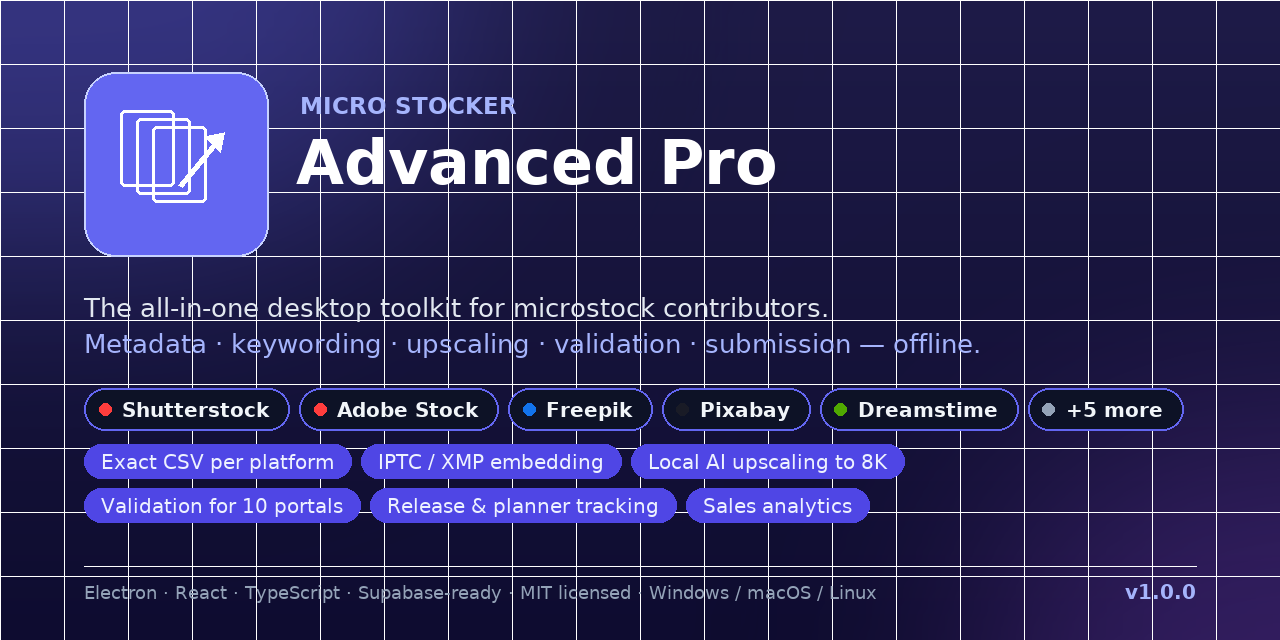 MICRO STOCKER
Advanced Pro
The all-in-one desktop toolkit for microstock contributors.
Metadata · keywording · upscaling · validation · submission — offline.
Shutterstock Adobe Stock Freepik Pixabay Dreamstime +5 more
Exact CSV per platform IPTC / XMP embedding Local AI upscaling to 8K
Validation for 10 portals Release & planner tracking Sales analytics
Electron · React · TypeScript · Supabase-ready · MIT licensed · Windows / macOS / Linux v1.0.0